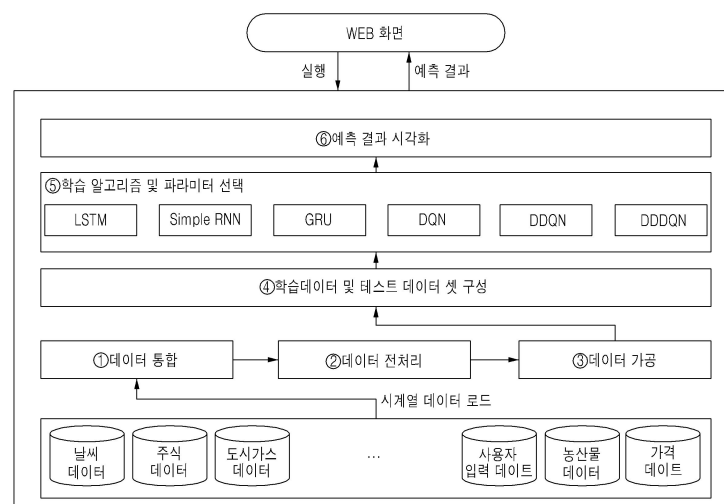 WEB 화면
실행
예측 결과
⑥예측 결과 시각화
⑤학습 알고리즘 및 파라미터 선택
LSTM
Simple RNN
GRU
DQN
DDQN
DDDQN
④학습데이터 및 테스트 데이터 셋 구성
①데이터 통합
②데이터 전처리
③데이터 가공
시계열 데이터 로드
날씨
데이터
주식
데이터
도시가스
데이터
...
사용자
입력 데이트
농산물
데이터
가격
데이트